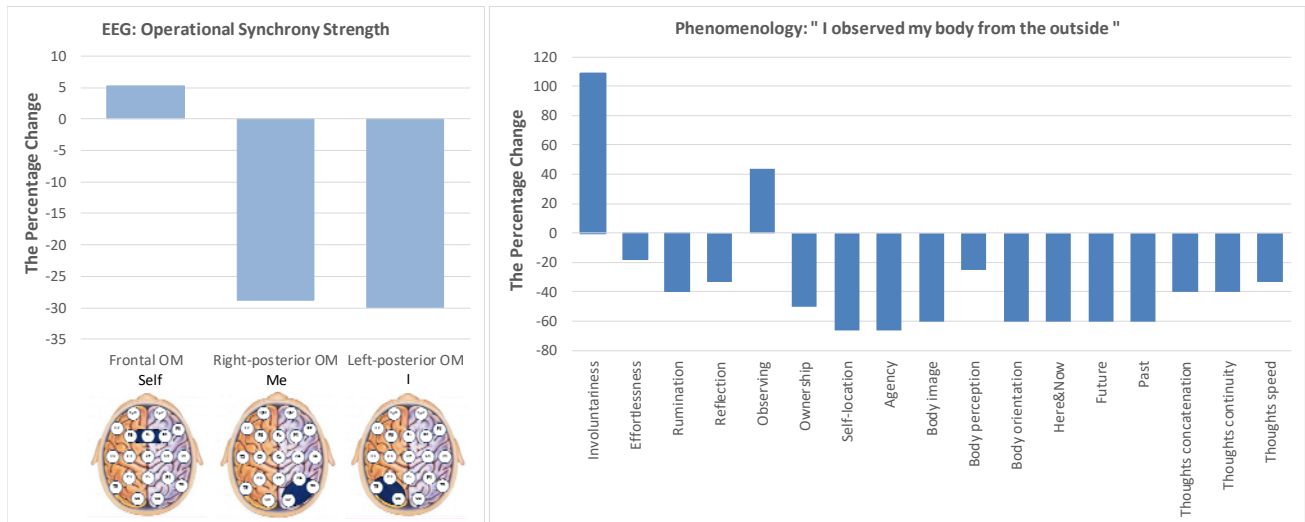 EEG: Operational Synchrony Strength
The Percentage Change
10
5
0
-5
-10
-15
-20
-25
-30
-35
Frontal OM Right-posterior OM Left-posterior OM
Self Me I
Phenomenology: " I observed my body from the outside "
The Percentage Change
120
100
80
60
40
20
0
-20
-40
-60
-80
Involuntariness
Effortlessness
Rumination
Reflection
Observing
Ownership
Self-location
Agency
Body image
Body perception
Body orientation
Here&Now
Future
Past
Thoughts concatenation
Thoughts continuity
Thoughts speed